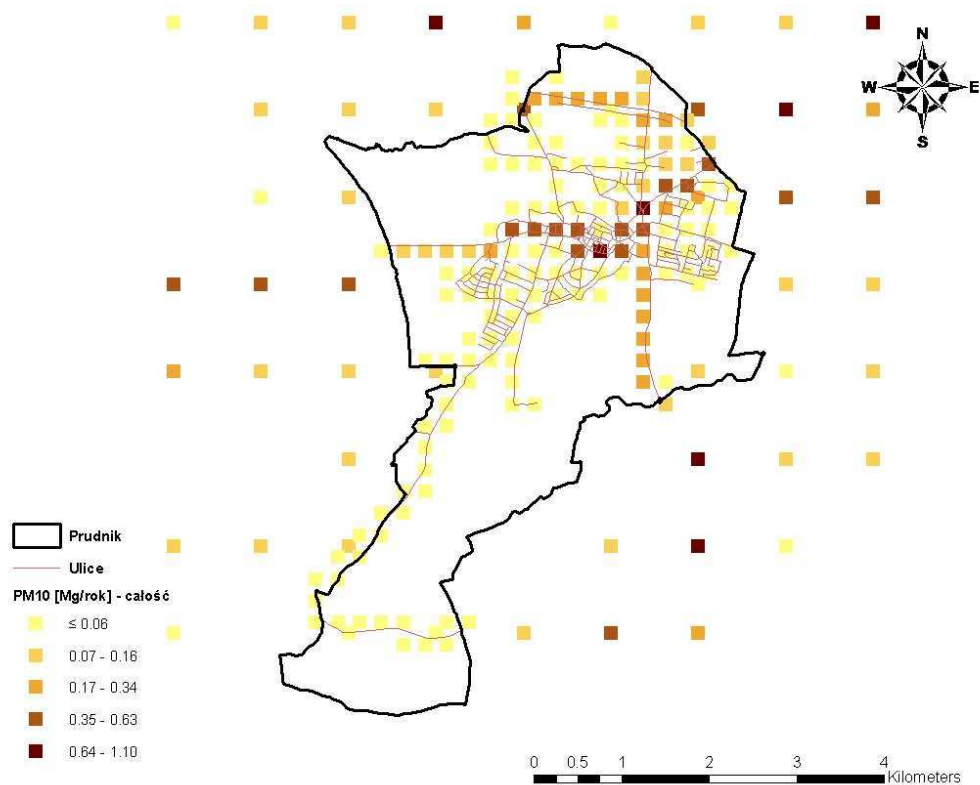 N
W E
S
Prudnik
Ulice
PM10 [Mg/rok] - całość
≤ 0.06
0.07 - 0.16
0.17 - 0.34
0.35 - 0.63
0.64 - 1.10
0 0.5 1 2 3 4
Kilometers